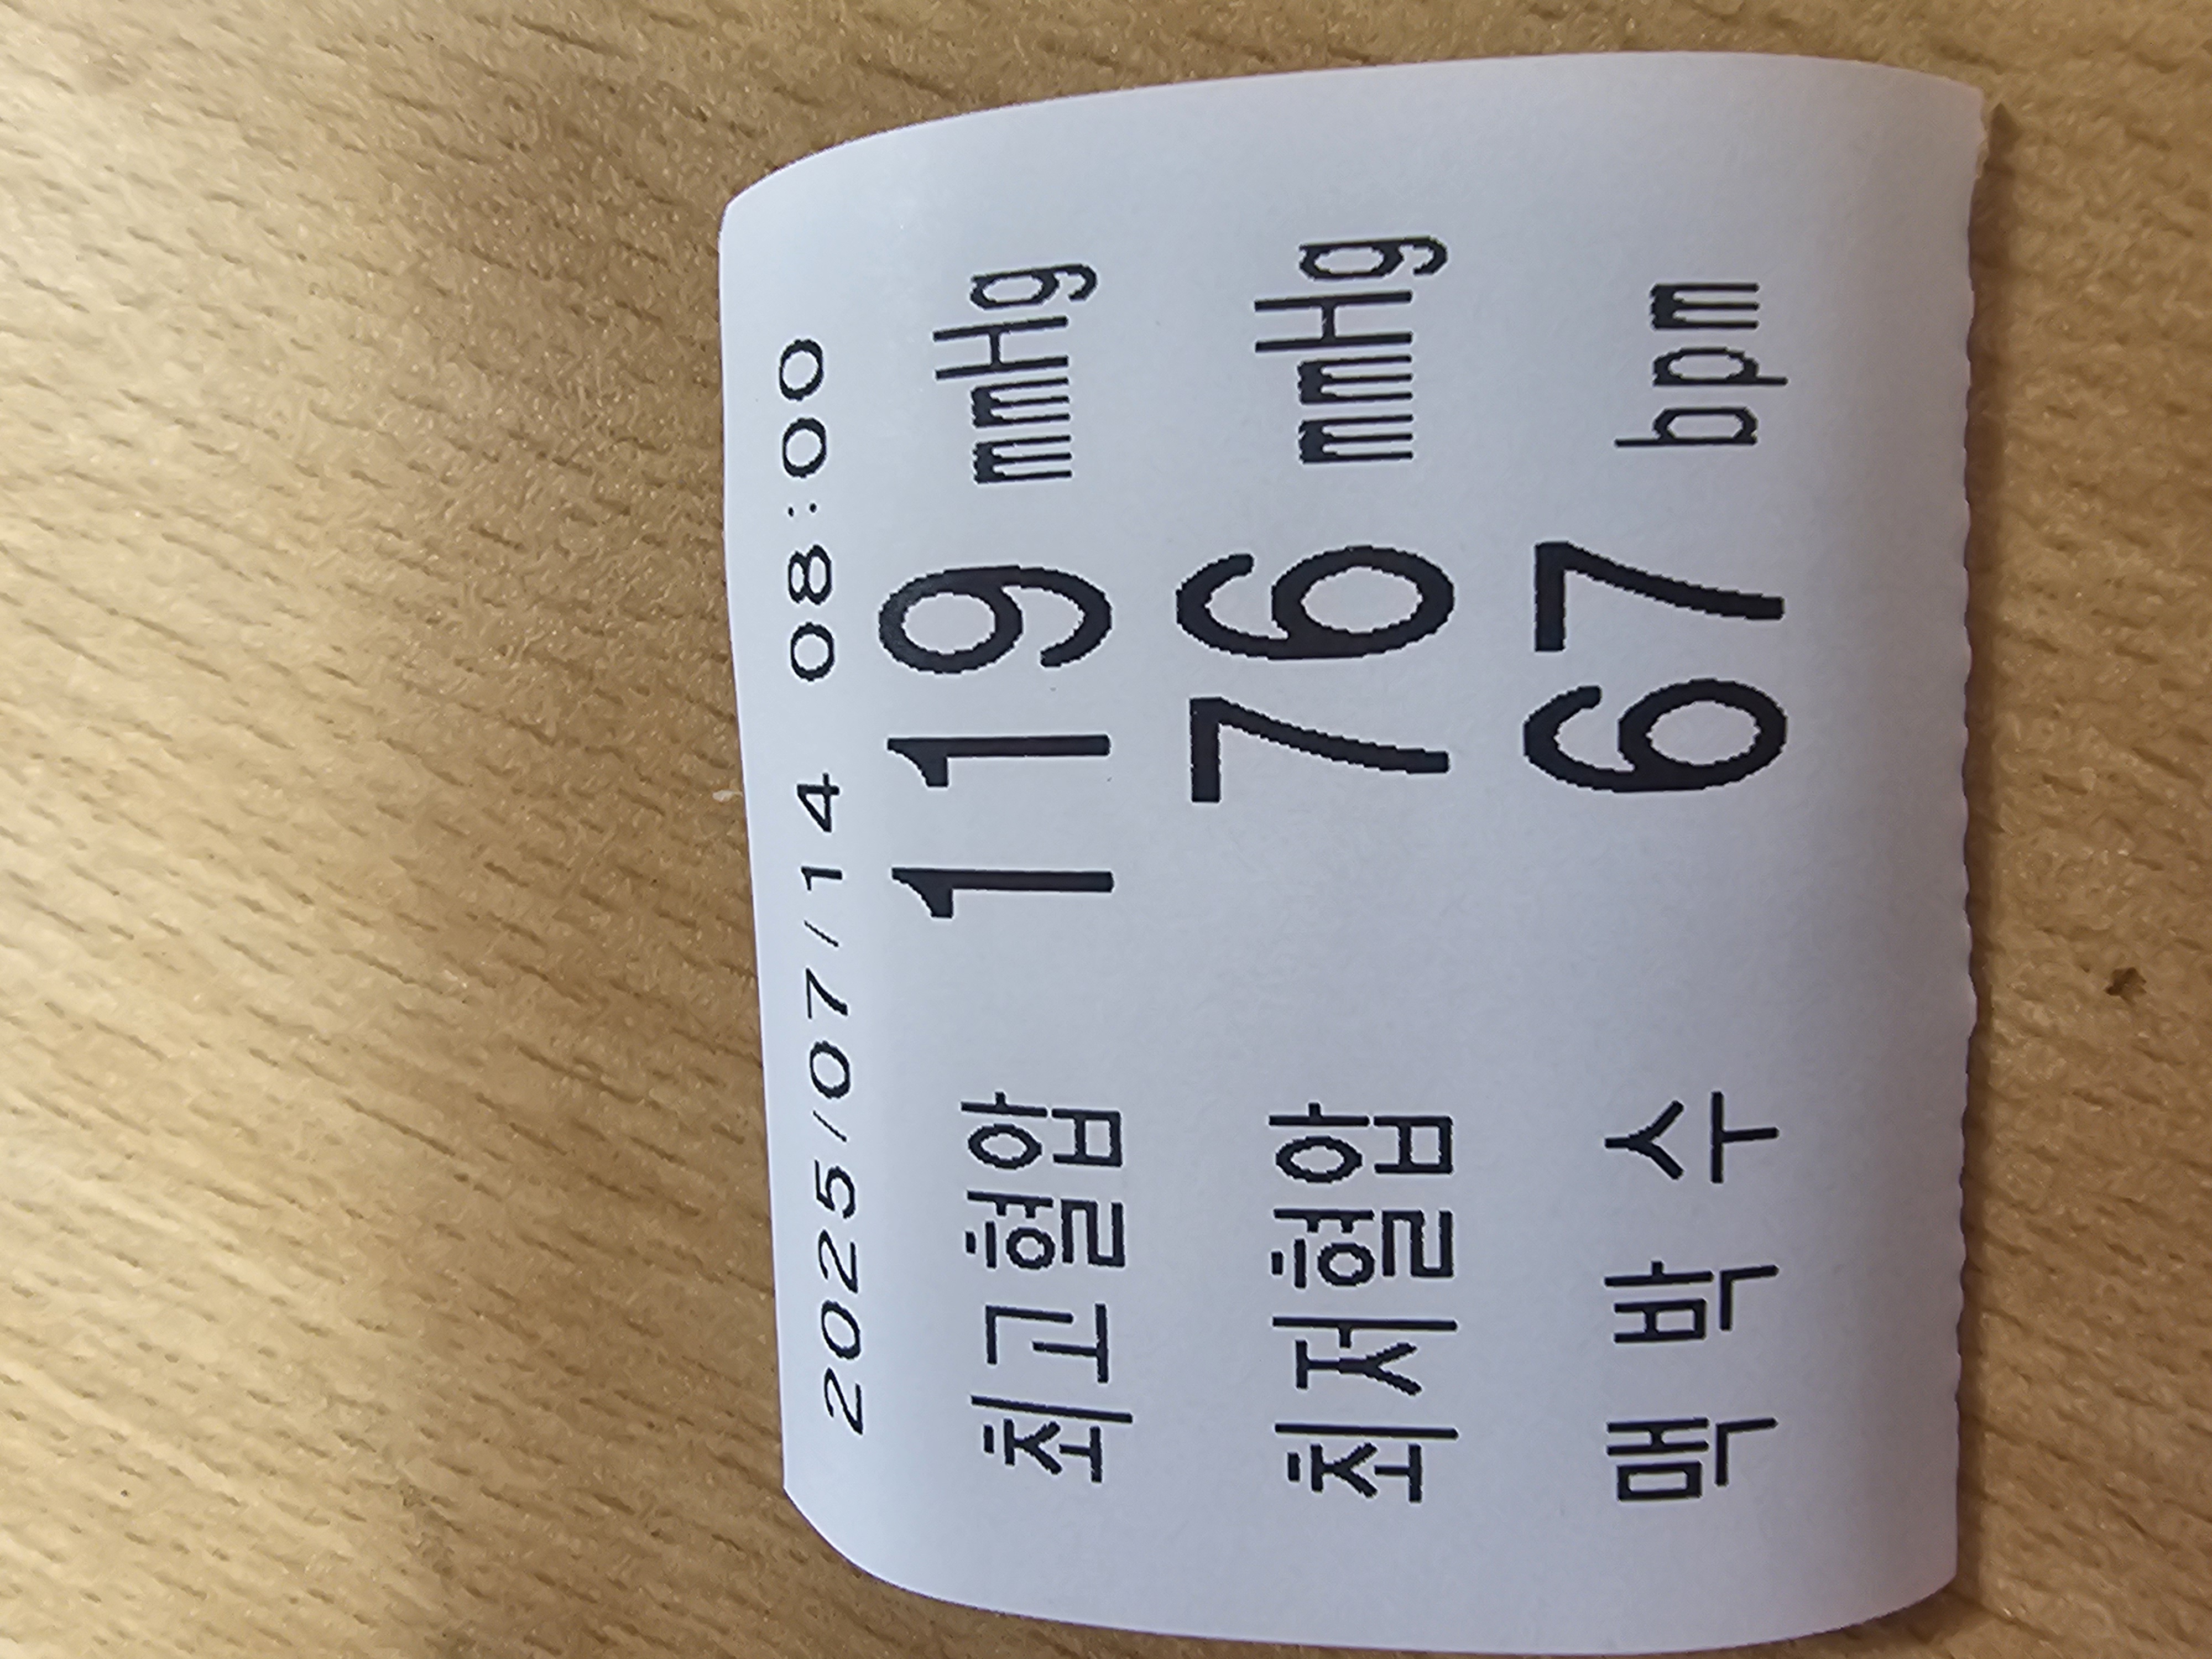 2025/07/14 08:00
최고혈압 119 mmHg
최저혈압 76 mmHg
맥 박 수 67 bpm